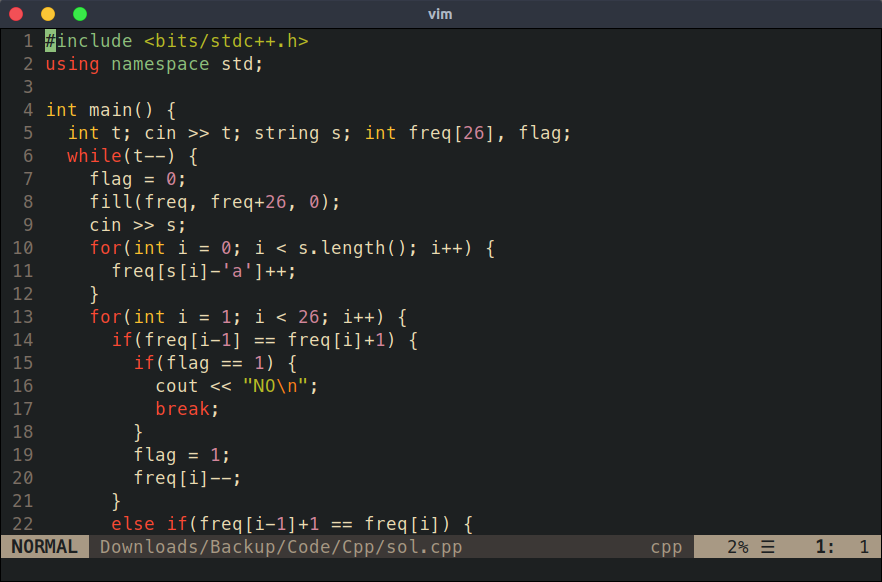 vim
1 #include <bits/stdc++.h>
2 using namespace std;
3
4 int main() {
5   int t; cin >> t; string s; int freq[26], flag;
6   while(t--) {
7     flag = 0;
8     fill(freq, freq+26, 0);
9     cin >> s;
10     for(int i = 0; i < s.length(); i++) {
11       freq[s[i]-'a']++;
12     }
13     for(int i = 1; i < 26; i++) {
14       if(freq[i-1] == freq[i]+1) {
15         if(flag == 1) {
16           cout << "NO\n";
17           break;
18         }
19         flag = 1;
20         freq[i]--;
21       }
22       else if(freq[i-1]+1 == freq[i]) {
NORMAL Downloads/Backup/Code/Cpp/sol.cpp cpp 2% ☰ 1: 1